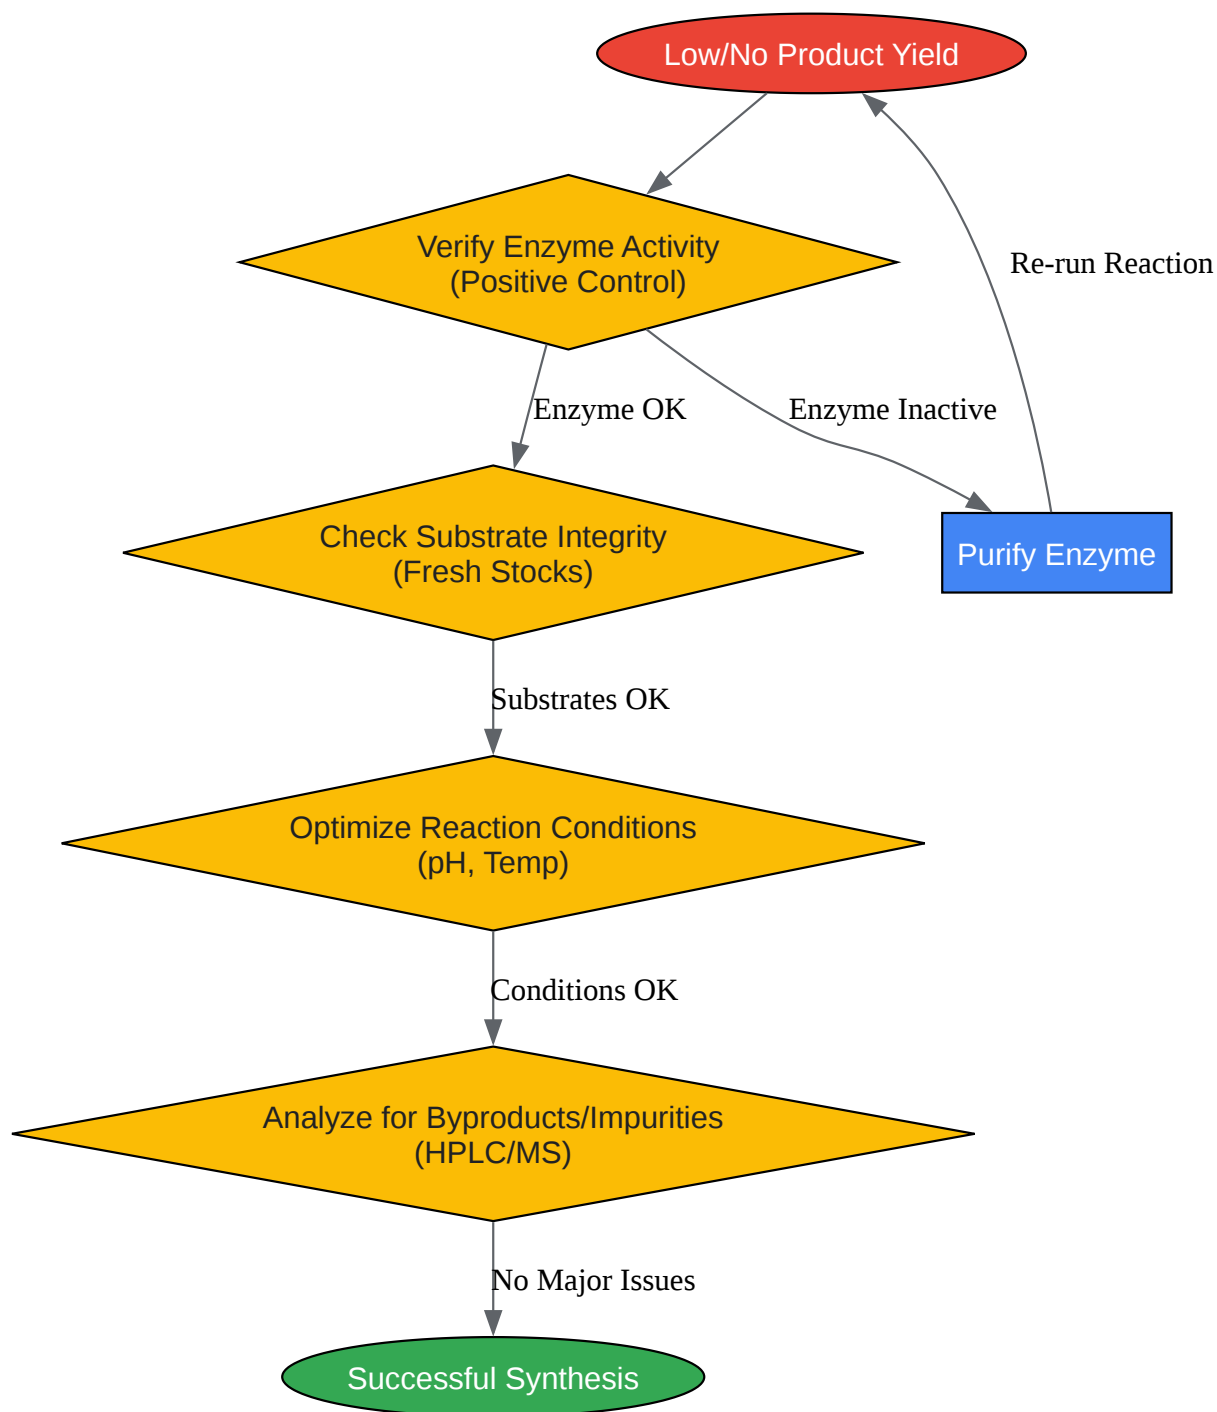 Low/No Product Yield
Verify Enzyme Activity
(Positive Control)
Re-run Reaction
Enzyme OK
Enzyme Inactive
Check Substrate Integrity
(Fresh Stocks)
Purify Enzyme
Substrates OK
Optimize Reaction Conditions
(pH, Temp)
Conditions OK
Analyze for Byproducts/Impurities
(HPLC/MS)
No Major Issues
Successful Synthesis